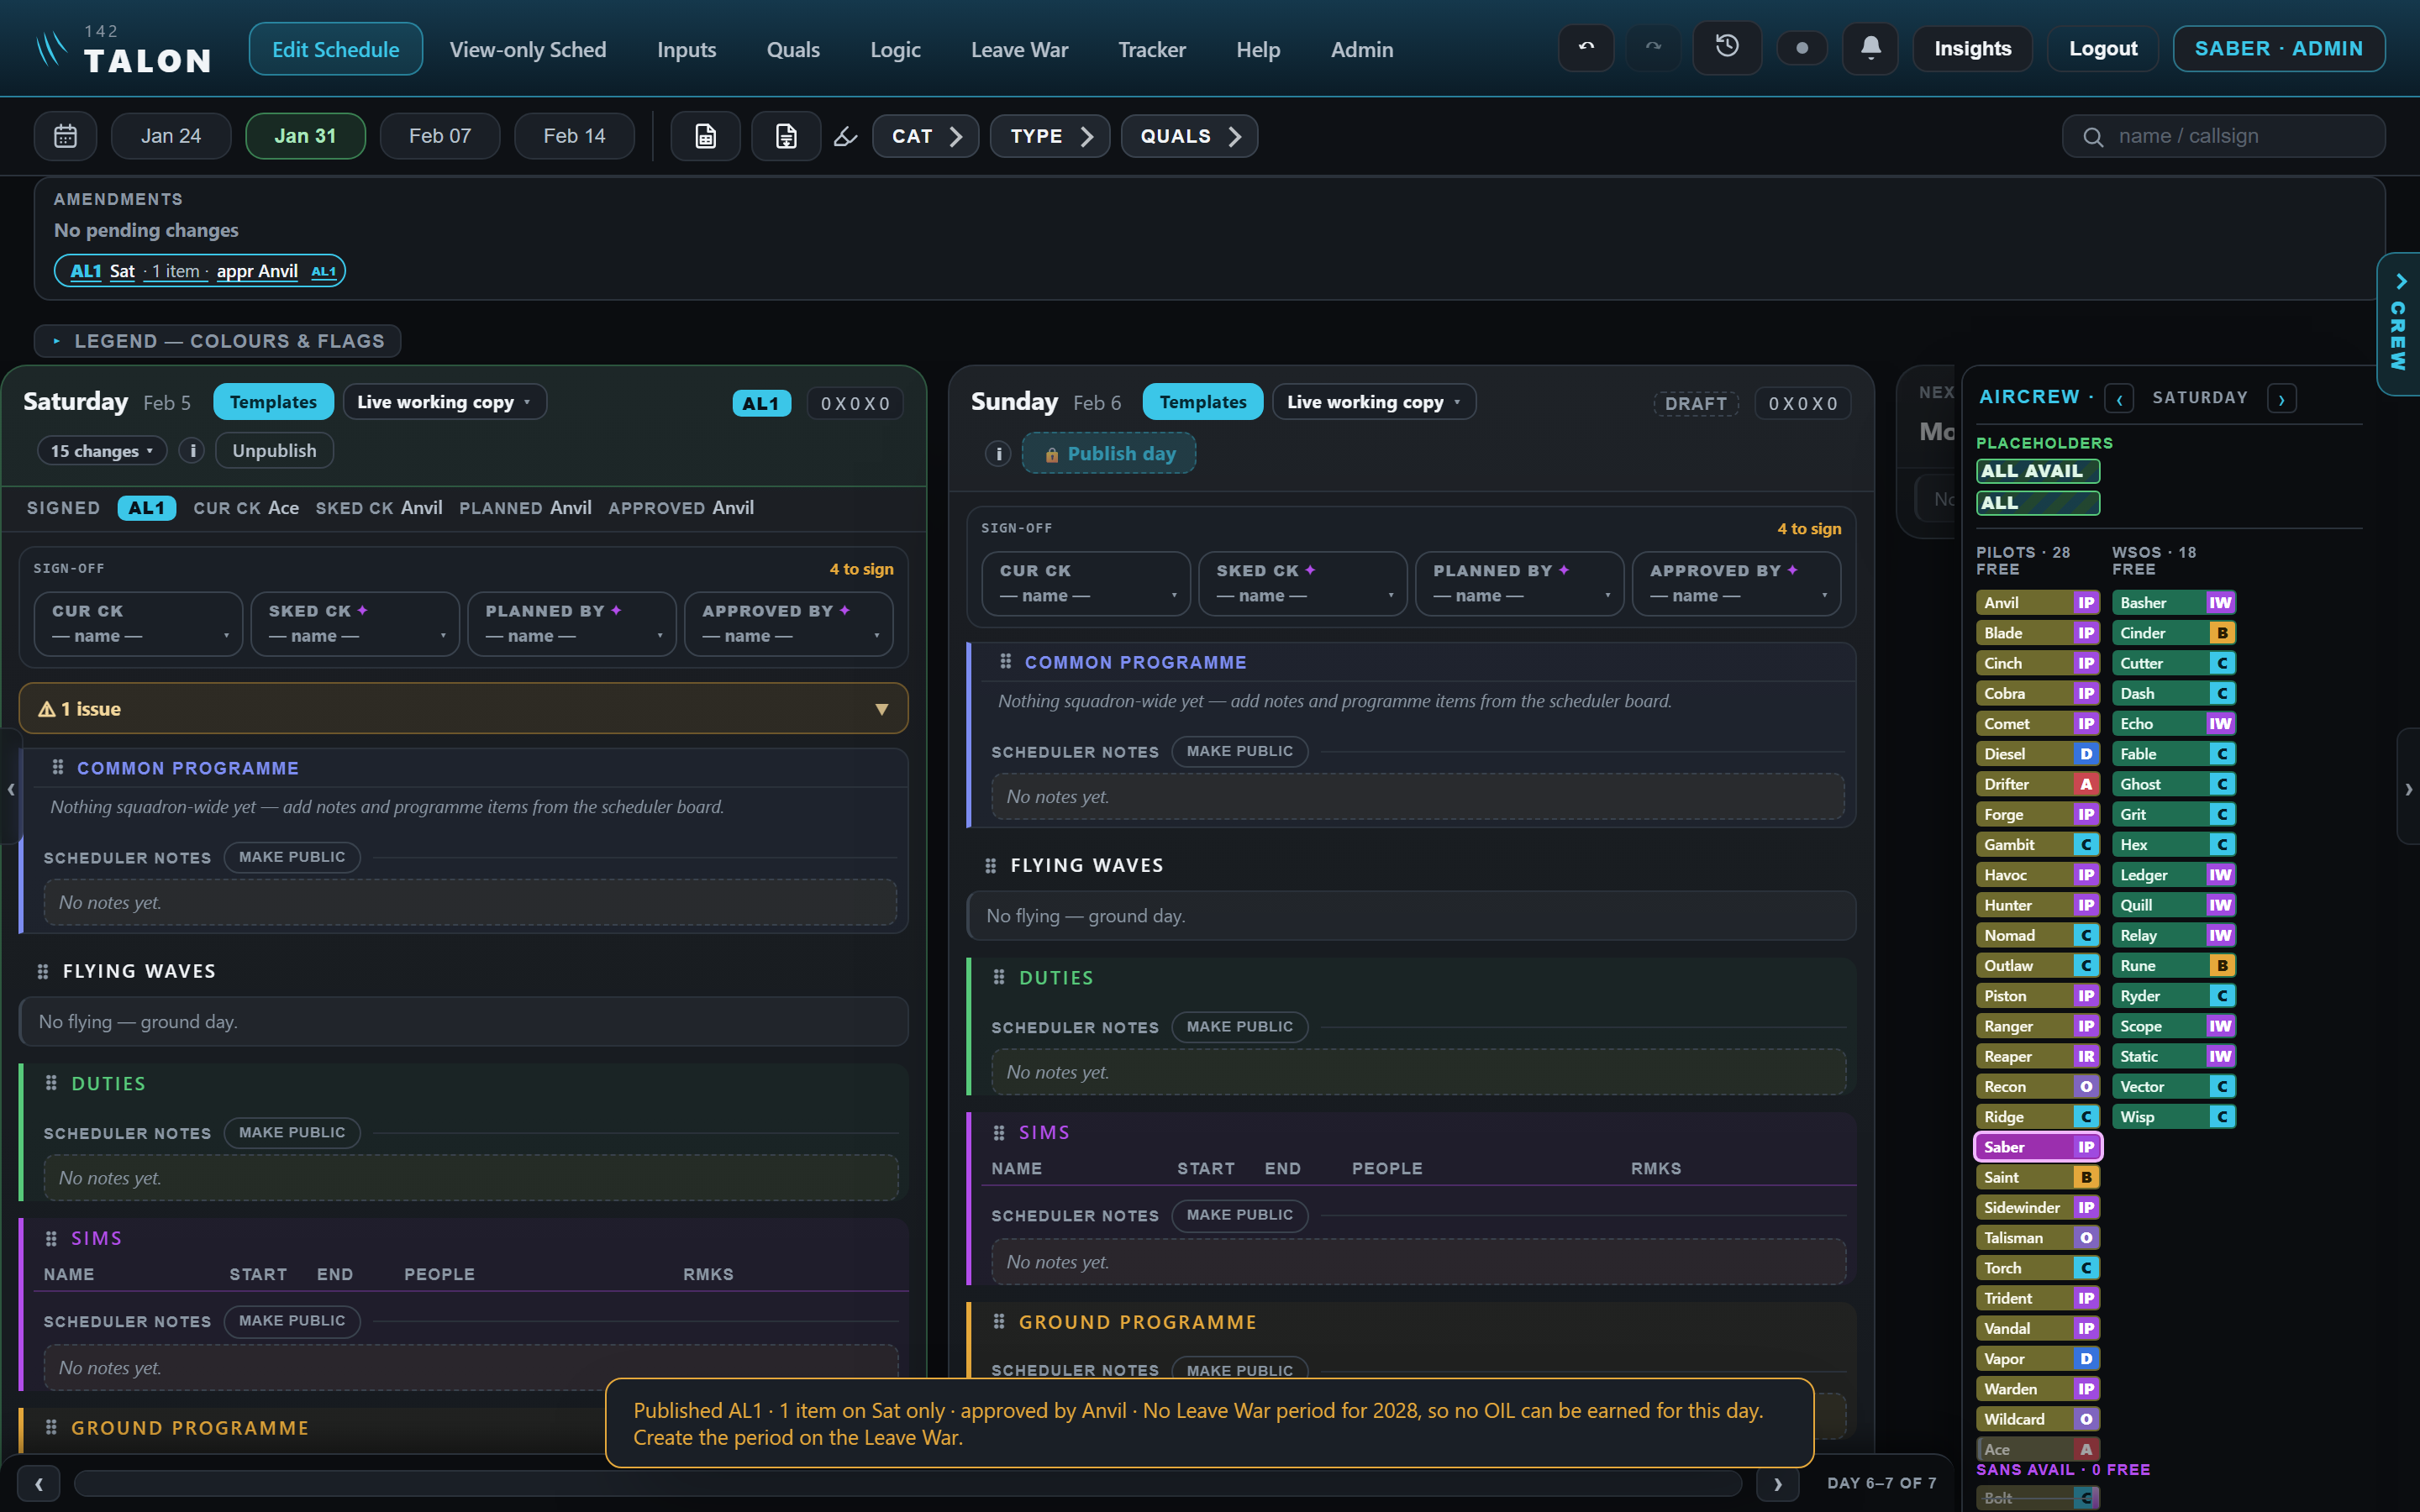 142
TALON
Edit Schedule
View-only Sched
Inputs
Quals
Logic
Leave War
Tracker
Help
Admin
Insights
Logout
SABER · ADMIN
Jan 24
Jan 31
Feb 07
Feb 14
CAT
TYPE
QUALS
name / callsign
AMENDMENTS
No pending changes
AL1 Sat · 1 item · appr Anvil AL1
LEGEND — COLOURS & FLAGS
CREW
Saturday Feb 5 Templates Live working copy AL1 0X0X0
15 changes i Unpublish
SIGNED AL1 CUR CK Ace SKED CK Anvil PLANNED Anvil APPROVED Anvil
SIGN-OFF 4 to sign
CUR CK SKED CK PLANNED BY APPROVED BY
— name — — name — — name — — name —
1 issue
COMMON PROGRAMME
Nothing squadron-wide yet — add notes and programme items from the scheduler board.
SCHEDULER NOTES MAKE PUBLIC
No notes yet.
FLYING WAVES
No flying — ground day.
DUTIES
SCHEDULER NOTES MAKE PUBLIC
No notes yet.
SIMS
NAME START END PEOPLE RMKS
SCHEDULER NOTES MAKE PUBLIC
No notes yet.
GROUND PROGRAMME
Sunday Feb 6 Templates Live working copy DRAFT 0X0X0
i Publish day
SIGN-OFF 4 to sign
CUR CK SKED CK PLANNED BY APPROVED BY
— name — — name — — name — — name —
COMMON PROGRAMME
Nothing squadron-wide yet — add notes and programme items from the scheduler board.
SCHEDULER NOTES MAKE PUBLIC
No notes yet.
FLYING WAVES
No flying — ground day.
DUTIES
SCHEDULER NOTES MAKE PUBLIC
No notes yet.
SIMS
NAME START END PEOPLE RMKS
SCHEDULER NOTES MAKE PUBLIC
No notes yet.
GROUND PROGRAMME
SCHEDULER NOTES MAKE PUBLIC
NEX
Mo
No
AIRCREW · SATURDAY
PLACEHOLDERS
ALL AVAIL
ALL
PILOTS · 28 FREE
WSOS · 18 FREE
Anvil IP
Blade IP
Cinch IP
Cobra IP
Comet IP
Diesel D
Drifter A
Forge IP
Gambit C
Havoc IP
Hunter IP
Nomad C
Outlaw C
Piston IP
Ranger IP
Reaper IR
Recon O
Ridge C
Saber IP
Saint B
Sidewinder IP
Talisman O
Torch C
Trident IP
Vandal IP
Vapor D
Warden IP
Wildcard O
Ace A
Basher IW
Cinder B
Cutter C
Dash C
Echo IW
Fable C
Ghost C
Grit C
Hex C
Ledger IW
Quill IW
Relay IW
Rune B
Ryder C
Scope IW
Static IW
Vector C
Wisp C
SANS AVAIL · 0 FREE
Bolt C
Published AL1 · 1 item on Sat only · approved by Anvil · No Leave War period for 2028, so no OIL can be earned for this day.
Create the period on the Leave War.
DAY 6–7 OF 7